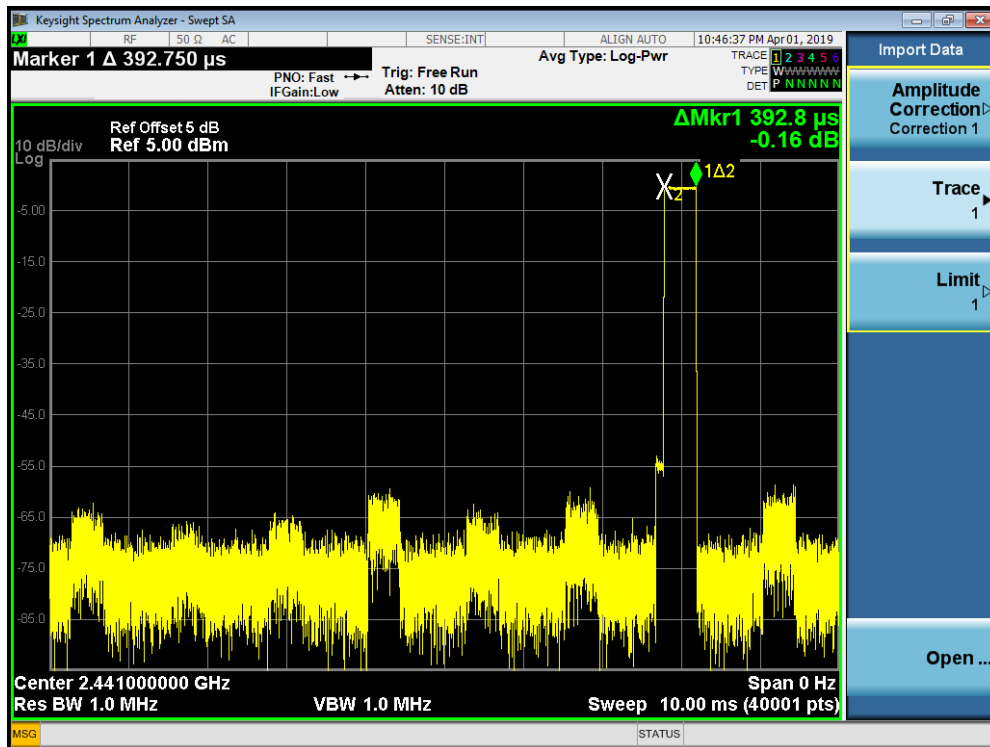 Keysight Spectrum Analyzer - Swept SA
LXI RF 50 Ω AC SENSE:INT ALIGN AUTO 10:46:37 PM Apr 01, 2019
Marker 1 Δ 392.750 μs
PNO: Fast
IFGain:Low
Trig: Free Run
Atten: 10 dB
Avg Type: Log-Pwr
TRACE 1 2 3 4 5 6
TYPE WWWWWW
DET P N N N N N
Import Data
Amplitude
Correction
Correction 1
Trace
1
Limit
1
Open ...
ΔMkr1 392.8 μs
-0.16 dB
Ref Offset 5 dB
10 dB/div Ref 5.00 dBm
Log
1Δ2
X2
-5.00
-15.0
-25.0
-35.0
-45.0
-55.0
-65.0
-75.0
-85.0
Center 2.441000000 GHz Span 0 Hz
Res BW 1.0 MHz VBW 1.0 MHz Sweep 10.00 ms (40001 pts)
MSG STATUS